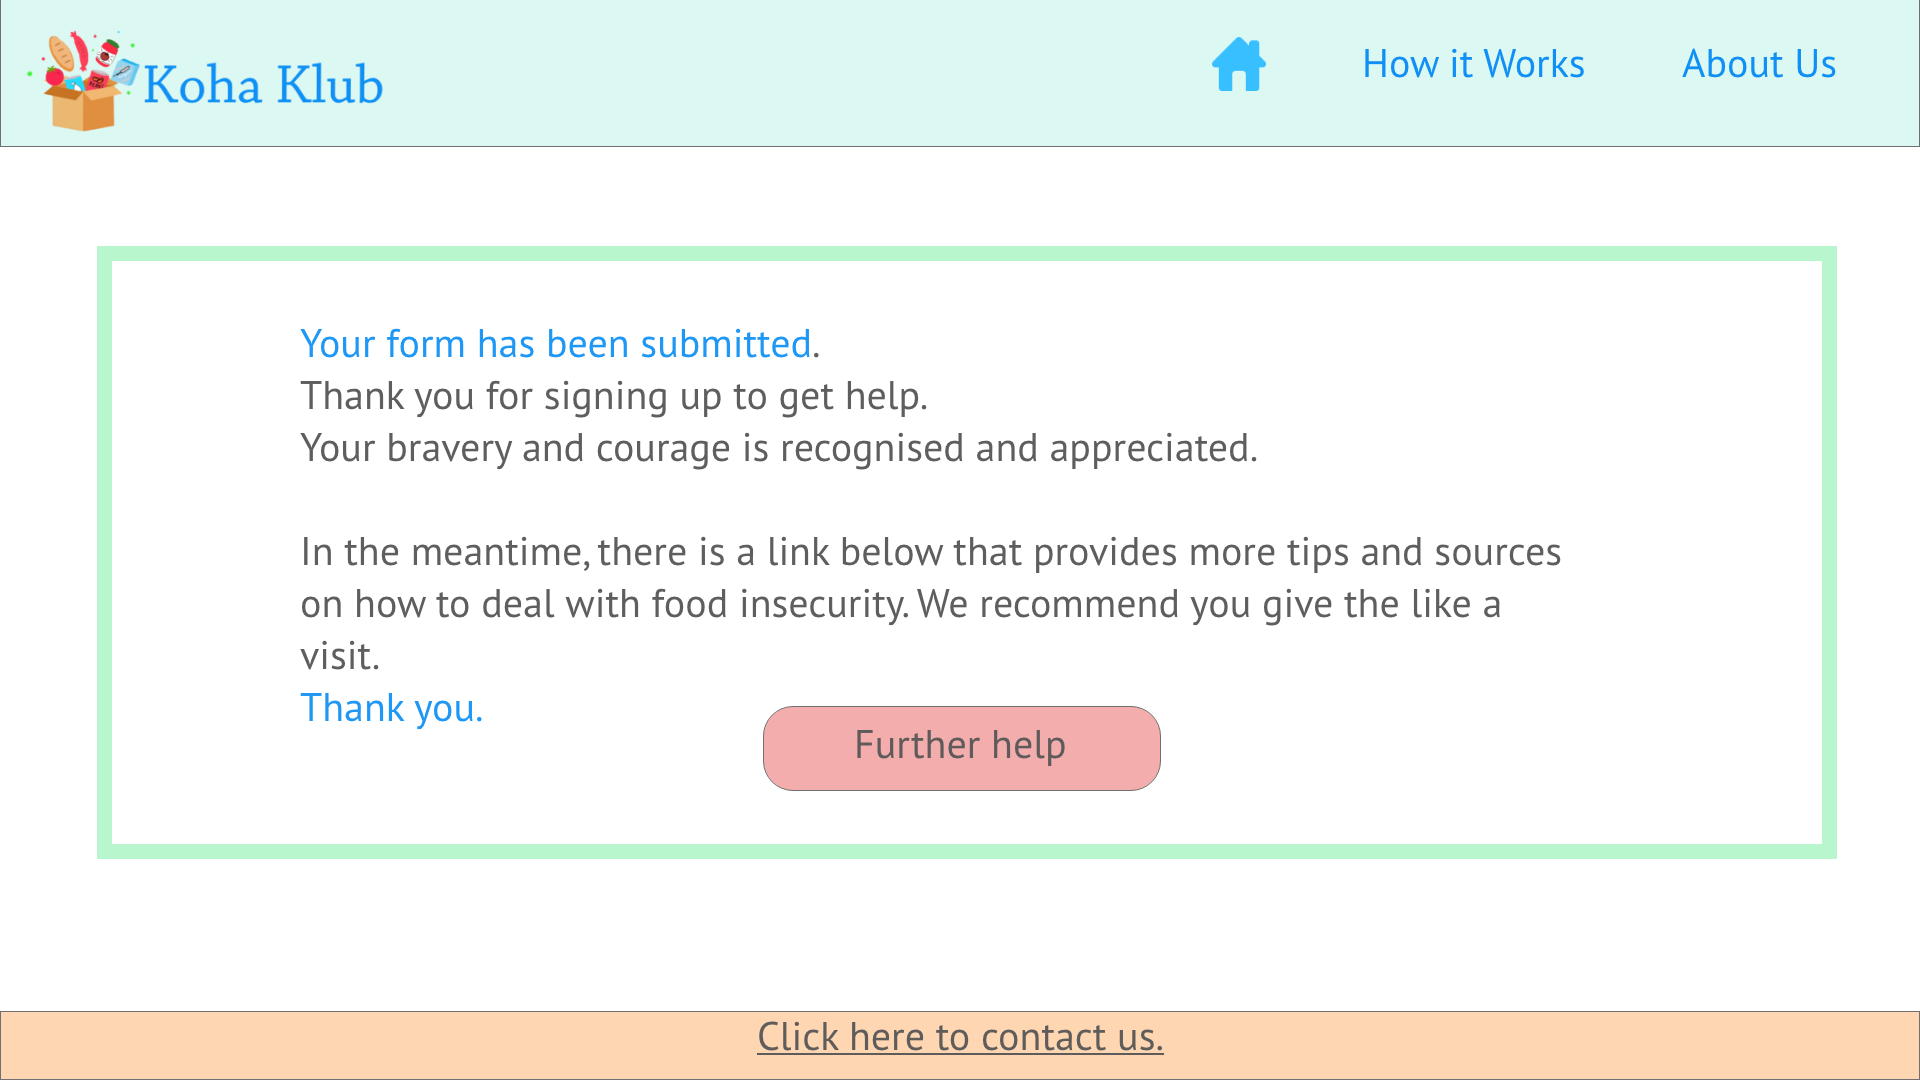 Koha Klub
How it Works
About Us
Your form has been submitted.
Thank you for signing up to get help.
Your bravery and courage is recognised and appreciated.
In the meantime, there is a link below that provides more tips and sources
on how to deal with food insecurity. We recommend you give the like a
visit.
Thank you.
Further help
Click here to contact us.